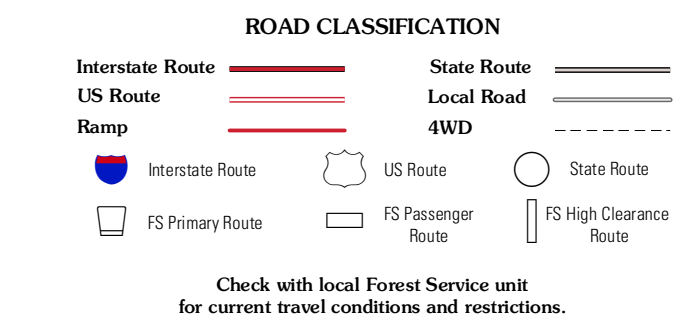 ROAD CLASSIFICATION
Interstate Route
State Route
US Route
Local Road
Ramp
4WD
Interstate Route
US Route
State Route
FS Primary Route
FS Passenger
Route
FS High Clearance
Route
Check with local Forest Service unit
for current travel conditions and restrictions.